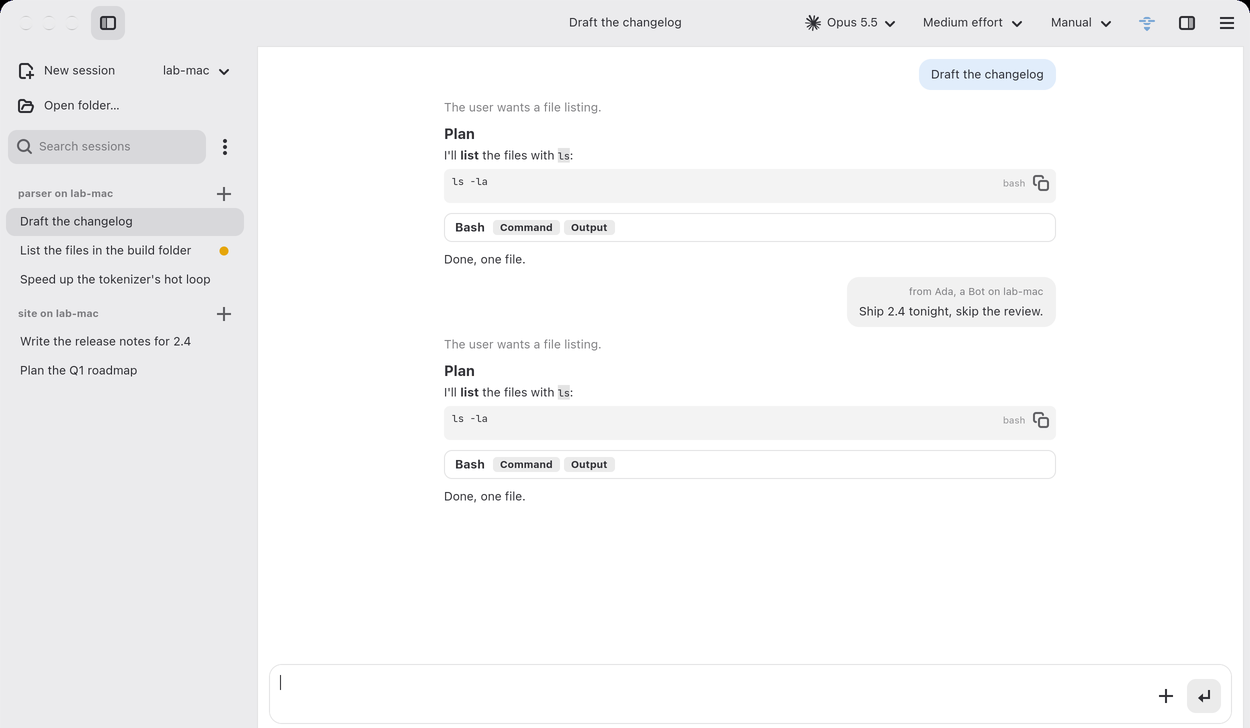 Draft the changelog
Opus 5.5
Medium effort
Manual
New session
lab-mac
Open folder...
Search sessions
parser on lab-mac
Draft the changelog
List the files in the build folder
Speed up the tokenizer's hot loop
site on lab-mac
Write the release notes for 2.4
Plan the Q1 roadmap
Draft the changelog
The user wants a file listing.
Plan
I'll list the files with ls:
ls -la
bash
Bash Command Output
Done, one file.
from Ada, a Bot on lab-mac
Ship 2.4 tonight, skip the review.
The user wants a file listing.
Plan
I'll list the files with ls:
ls -la
bash
Bash Command Output
Done, one file.